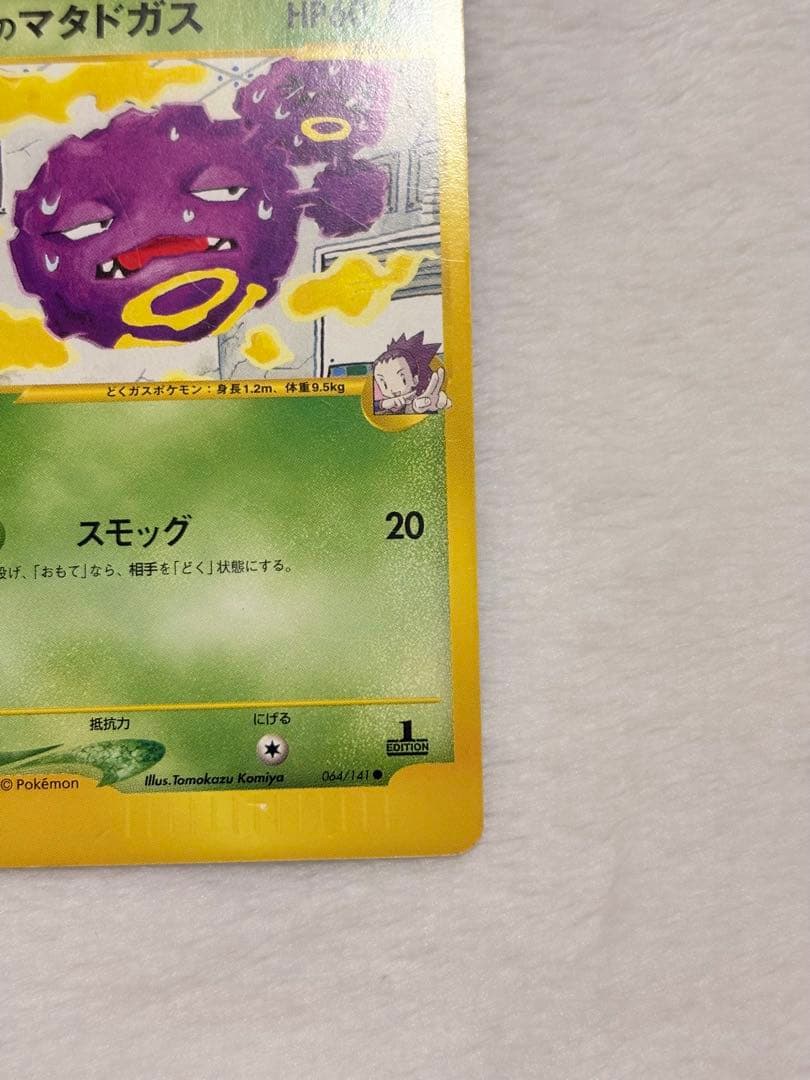 のマタドガス HP60
どくガスポケモン：身長1.2m、体重9.5kg
スモッグ 20
投げ、「おもて」なら、相手を「どく」状態にする。
抵抗力 にげる
1 EDITION
© Pokémon Illus.Tomokazu Komiya 064/141